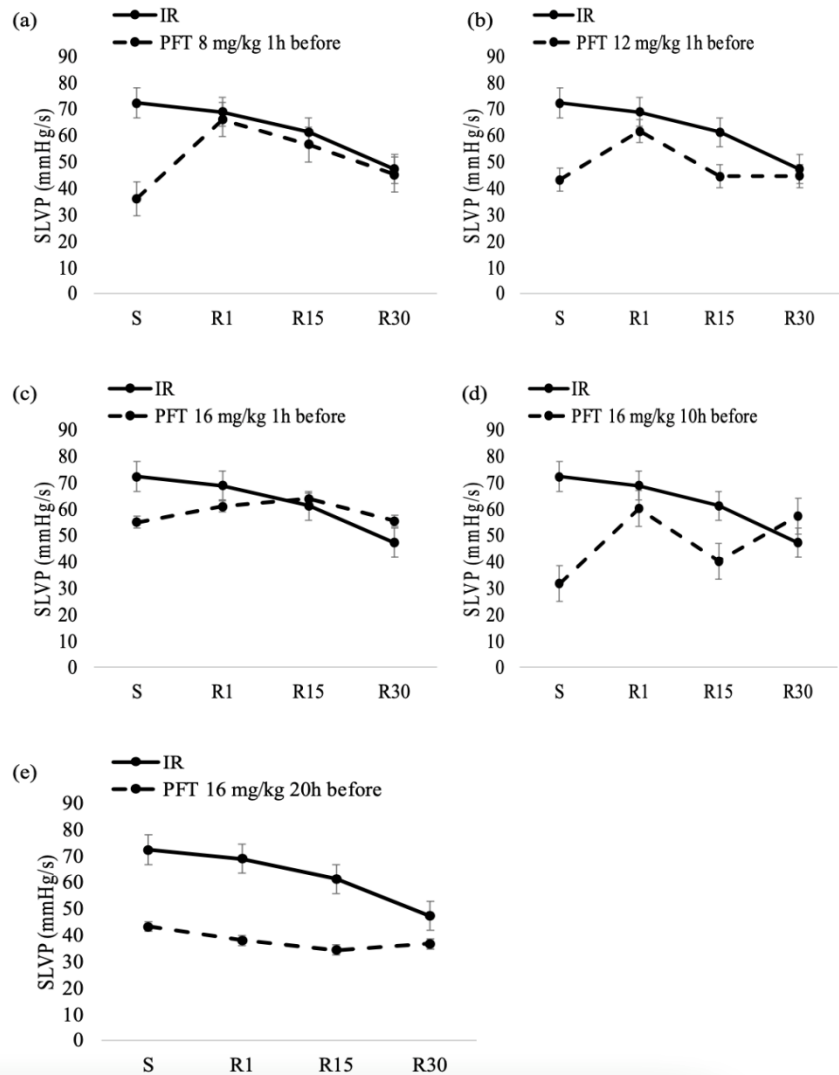 (a)
IR
PFT 8 mg/kg 1h before
SLVP (mmHg/s)
90
80
70
60
50
40
30
20
10
0
S R1 R15 R30
(b)
IR
PFT 12 mg/kg 1h before
SLVP (mmHg/s)
90
80
70
60
50
40
30
20
10
0
S R1 R15 R30
(c)
IR
PFT 16 mg/kg 1h before
SLVP (mmHg/s)
90
80
70
60
50
40
30
20
10
0
S R1 R15 R30
(d)
IR
PFT 16 mg/kg 10h before
SLVP (mmHg/s)
90
80
70
60
50
40
30
20
10
0
S R1 R15 R30
(e)
IR
PFT 16 mg/kg 20h before
SLVP (mmHg/s)
90
80
70
60
50
40
30
20
10
0
S R1 R15 R30